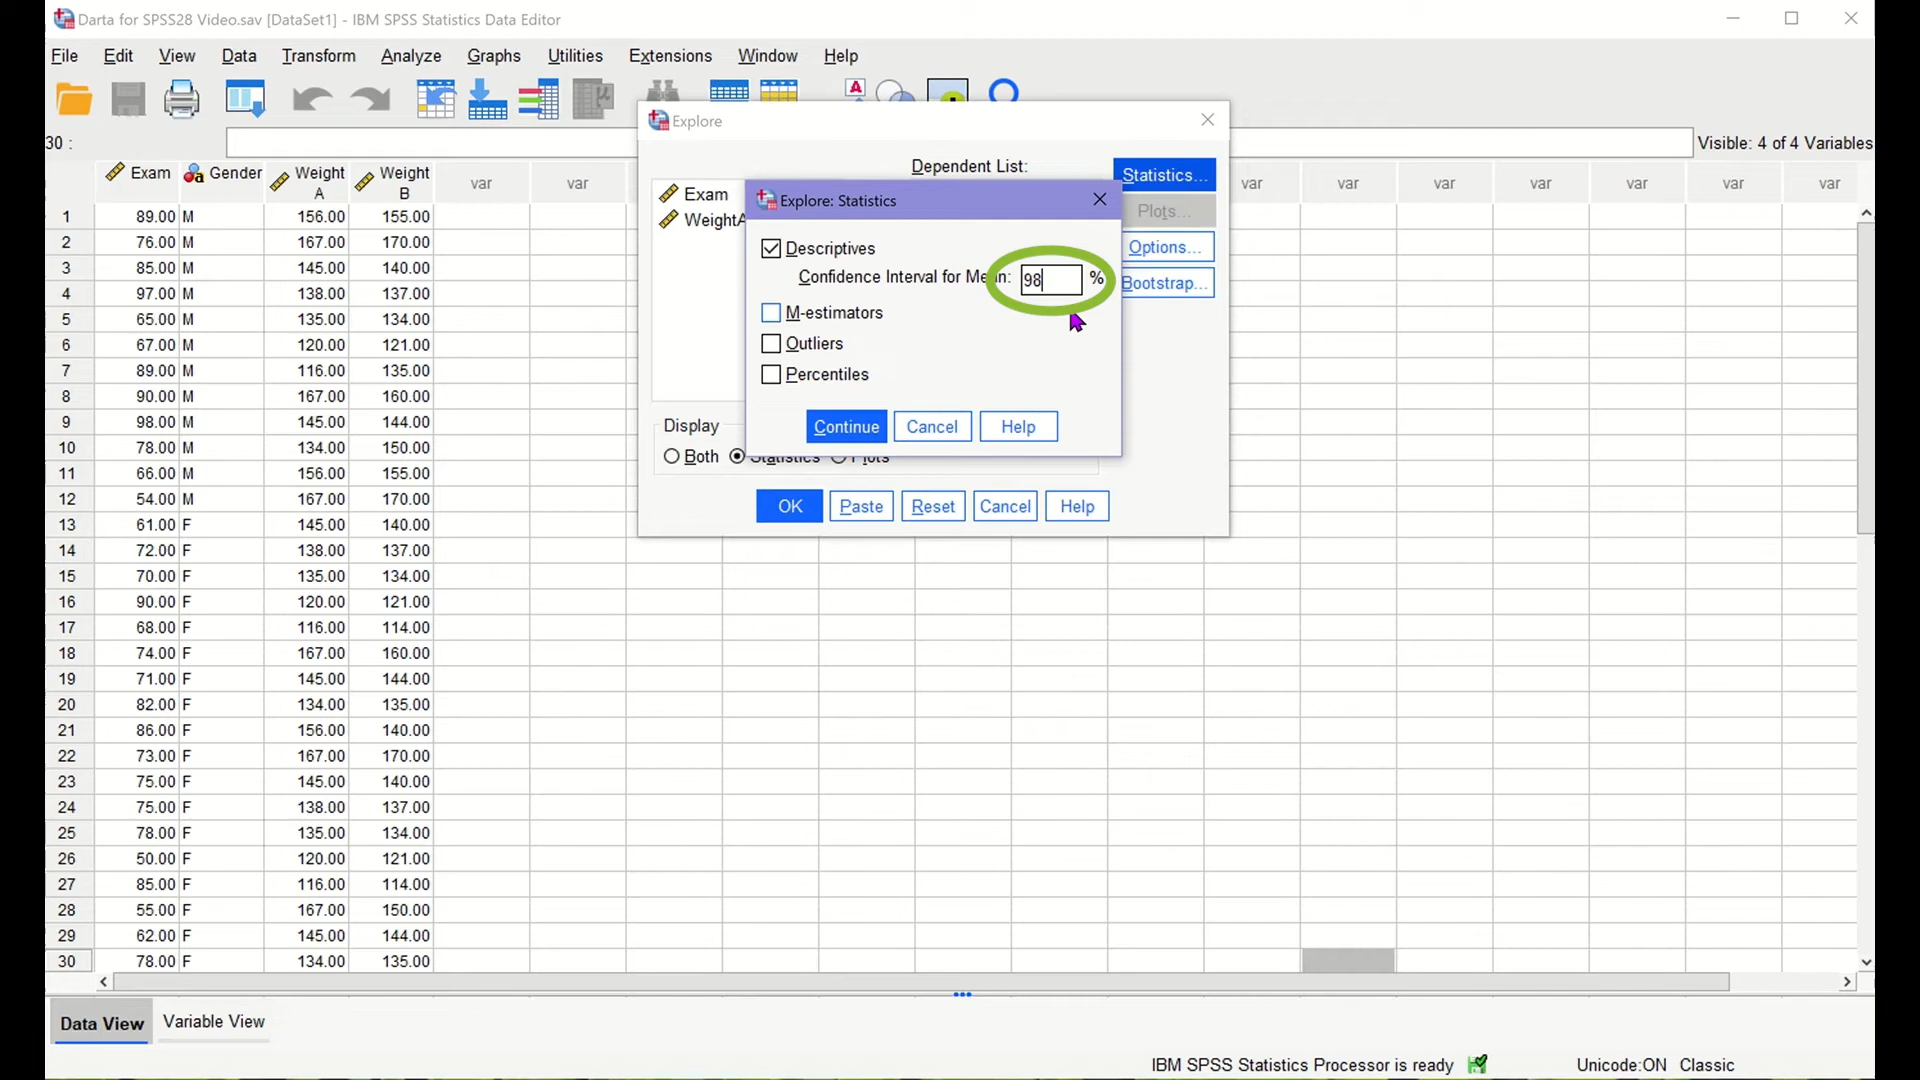 Darta for SPSS28 Video.sav [DataSet1] - IBM SPSS Statistics Data Editor
File Edit View Data Transform Analyze Graphs Utilities Extensions Window Help
30 : Visible: 4 of 4 Variables
Exam Gender Weight A Weight B var var var var var var var var var
Explore
Dependent List:
Exam
Statistics...
Plots...
Options...
Bootstrap...
Explore: Statistics
Descriptives
Confidence Interval for Mean: 98 %
M-estimators
Outliers
Percentiles
Continue Cancel Help
Display
Both Statistics Plots
OK Paste Reset Cancel Help
1 89.00 M 156.00 155.00
2 76.00 M 167.00 170.00
3 85.00 M 145.00 140.00
4 97.00 M 138.00 137.00
5 65.00 M 135.00 134.00
6 67.00 M 120.00 121.00
7 89.00 M 116.00 135.00
8 90.00 M 167.00 160.00
9 98.00 M 145.00 144.00
10 78.00 M 134.00 150.00
11 66.00 M 156.00 155.00
12 54.00 M 167.00 170.00
13 61.00 F 145.00 140.00
14 72.00 F 138.00 137.00
15 70.00 F 135.00 134.00
16 90.00 F 120.00 121.00
17 68.00 F 116.00 114.00
18 74.00 F 167.00 160.00
19 71.00 F 145.00 144.00
20 82.00 F 134.00 135.00
21 86.00 F 156.00 140.00
22 73.00 F 167.00 170.00
23 75.00 F 145.00 140.00
24 75.00 F 138.00 137.00
25 78.00 F 135.00 134.00
26 50.00 F 120.00 121.00
27 85.00 F 116.00 114.00
28 55.00 F 167.00 150.00
29 62.00 F 145.00 144.00
30 78.00 F 134.00 135.00
Data View Variable View
IBM SPSS Statistics Processor is ready Unicode:ON Classic